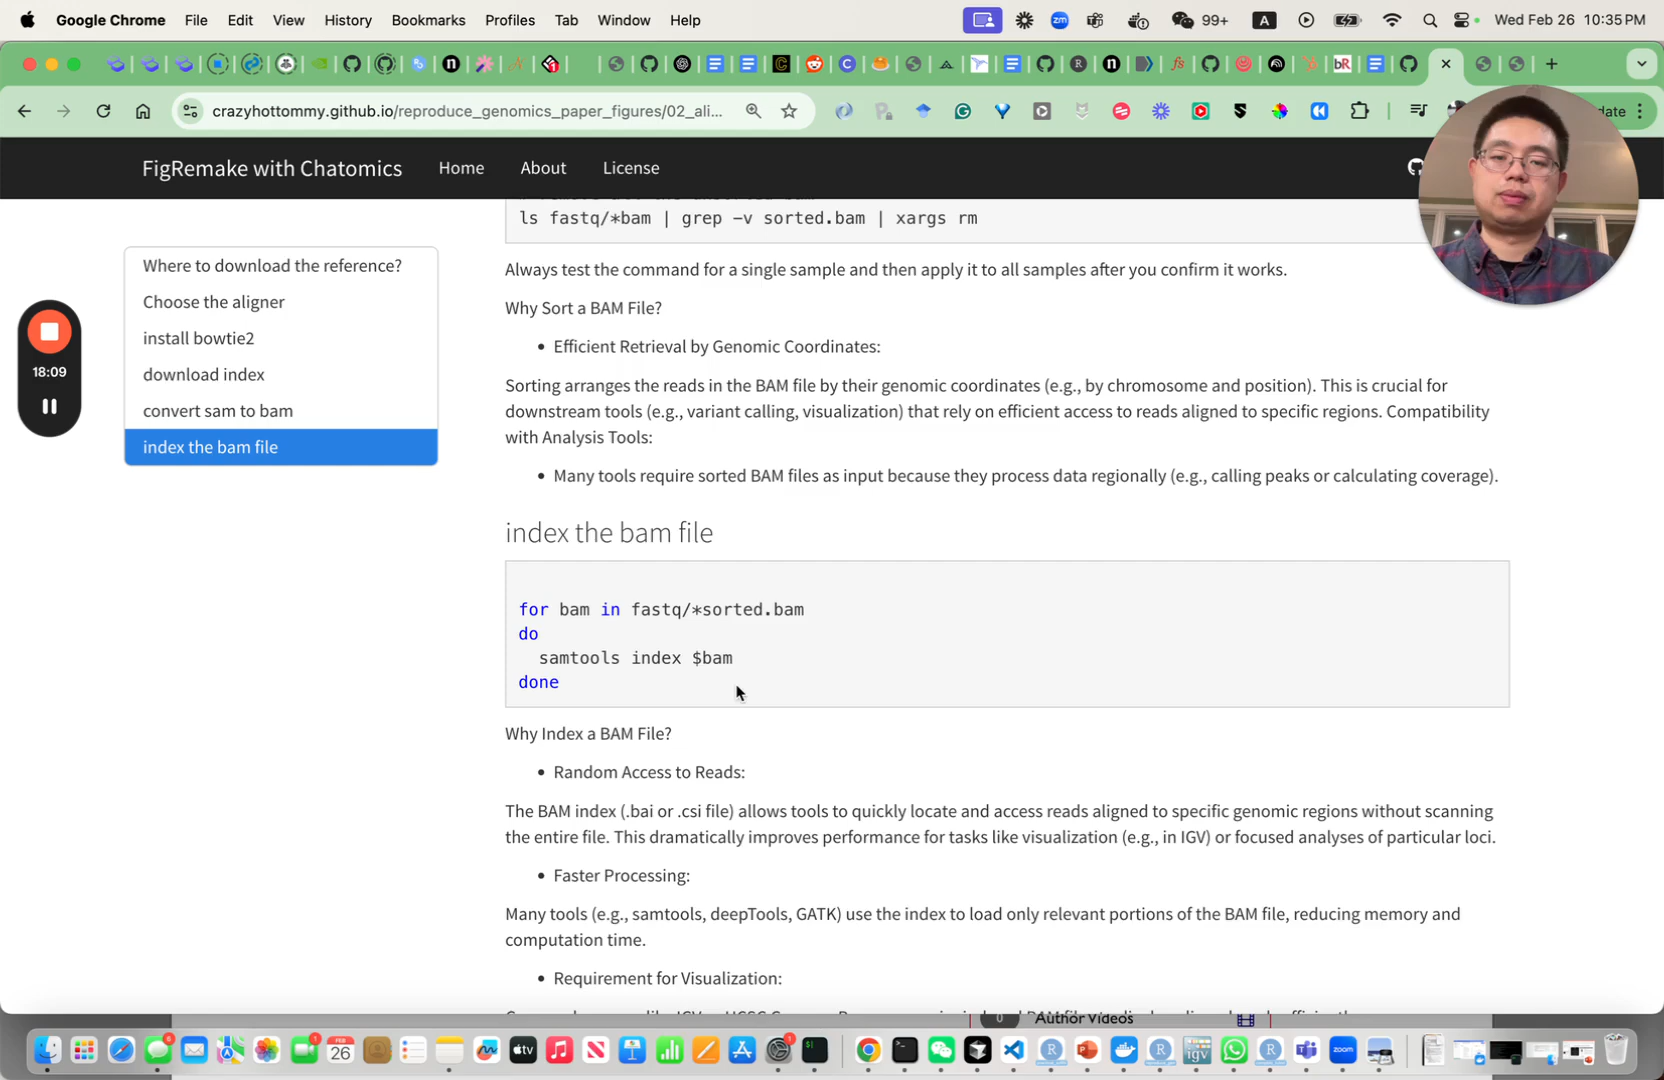 Google Chrome File Edit View History Bookmarks Profiles Tab Window Help 99+ A Wed Feb 26 10:35 PM
crazyhottommy.github.io/reproduce_genomics_paper_figures/02_ali...
FigRemake with Chatomics Home About License
ls fastq/*bam | grep -v sorted.bam | xargs rm
Where to download the reference?
Choose the aligner
install bowtie2
download index
convert sam to bam
index the bam file
18:09
Always test the command for a single sample and then apply it to all samples after you confirm it works.
Why Sort a BAM File?
• Efficient Retrieval by Genomic Coordinates:
Sorting arranges the reads in the BAM file by their genomic coordinates (e.g., by chromosome and position). This is crucial for
downstream tools (e.g., variant calling, visualization) that rely on efficient access to reads aligned to specific regions. Compatibility
with Analysis Tools:
• Many tools require sorted BAM files as input because they process data regionally (e.g., calling peaks or calculating coverage).
index the bam file
for bam in fastq/*sorted.bam
do
samtools index $bam
done
Why Index a BAM File?
• Random Access to Reads:
The BAM index (.bai or .csi file) allows tools to quickly locate and access reads aligned to specific genomic regions without scanning
the entire file. This dramatically improves performance for tasks like visualization (e.g., in IGV) or focused analyses of particular loci.
• Faster Processing:
Many tools (e.g., samtools, deepTools, GATK) use the index to load only relevant portions of the BAM file, reducing memory and
computation time.
• Requirement for Visualization:
0 Author Videos